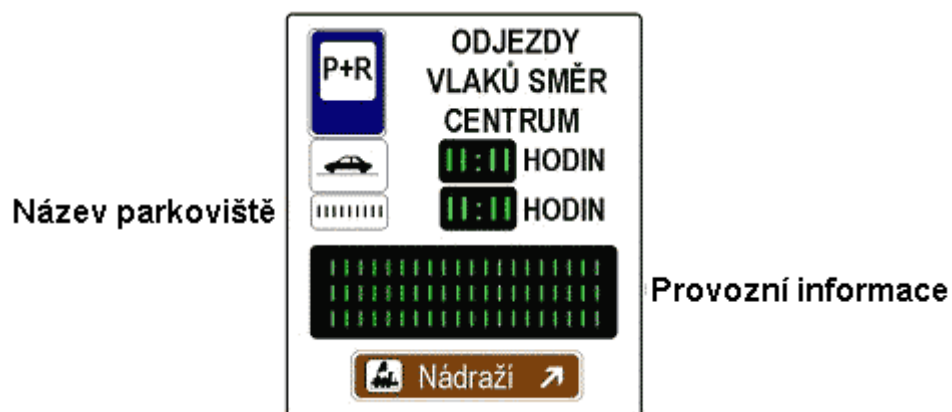 P+R
ODJEZDY
VLAKŮ SMĚR
CENTRUM
11:11 HODIN
11:11 HODIN
Název parkoviště
Provozní informace
Nádraží